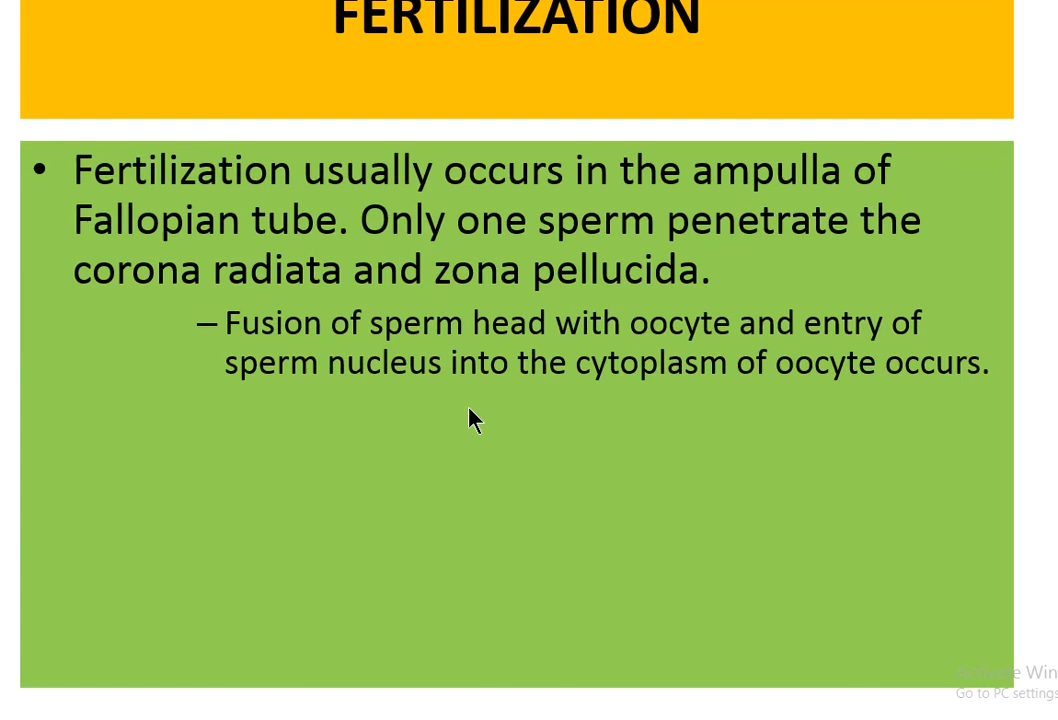 FERTILIZATION
• Fertilization usually occurs in the ampulla of
Fallopian tube. Only one sperm penetrate the
corona radiata and zona pellucida.
– Fusion of sperm head with oocyte and entry of
sperm nucleus into the cytoplasm of oocyte occurs.
Activate Win
Go to PC settings